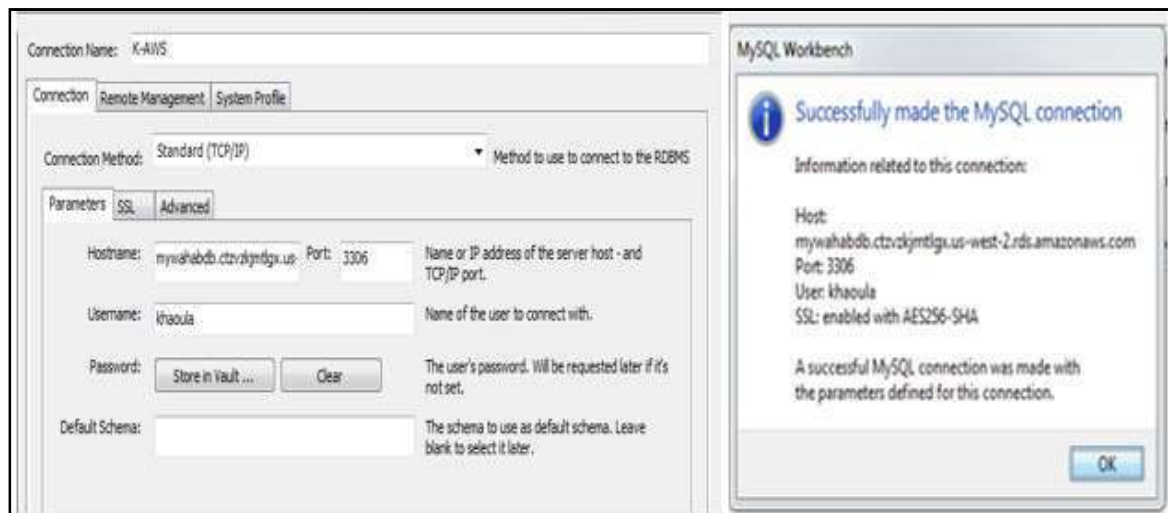 Connection Name: K-AWS
Connection Remote Management System Profile
Connection Method: Standard (TCP/IP) Method to use to connect to the RDBMS
Parameters SSL Advanced
Hostname: mywahabdb.ctzvzkjmtlgx.us- Port: 3306 Name or IP address of the server host - and
TCP/IP port.
Username: khaoula Name of the user to connect with.
Password: Store in Vault ... Clear The user's password. Will be requested later if it's
not set.
Default Schema: The schema to use as default schema. Leave
blank to select it later.
MySQL Workbench
Successfully made the MySQL connection
Information related to this connection:
Host:
mywahabdb.ctzvzkjmtlgx.us-west-2.rds.amazonaws.com
Port: 3306
User: khaoula
SSL: enabled with AES256-SHA
A successful MySQL connection was made with
the parameters defined for this connection.
OK